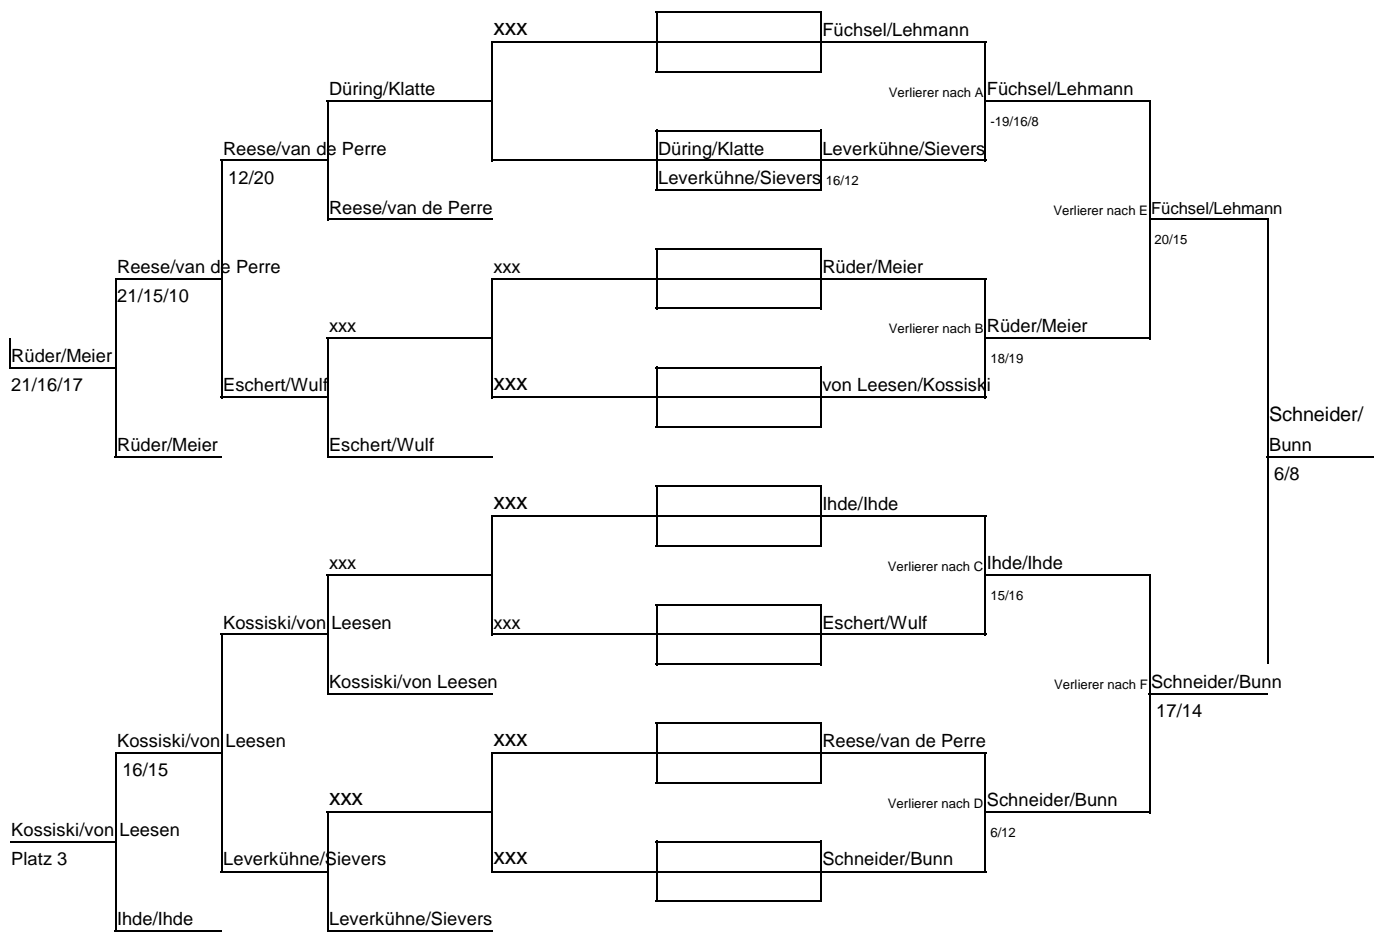 xxx Füchsel/Lehmann
Düring/Klatte Verlierer nach A Füchsel/Lehmann
-19/16/8
Reese/van de Perre Düring/Klatte Leverkühne/Sievers
12/20 Leverkühne/Sievers 16/12
Reese/van de Perre Verlierer nach E Füchsel/Lehmann
20/15
Reese/van de Perre xxx Rüder/Meier
21/15/10
xxx Verlierer nach B Rüder/Meier
Rüder/Meier 18/19
21/16/17 Eschert/Wulf xxx von Leesen/Kossiski
Schneider/
Rüder/Meier Eschert/Wulf Bunn
6/8
xxx Ihde/Ihde
xxx Verlierer nach C Ihde/Ihde
15/16
Kossiski/von Leesen xxx Eschert/Wulf
Kossiski/von Leesen Verlierer nach F Schneider/Bunn
17/14
Kossiski/von Leesen xxx Reese/van de Perre
16/15
xxx Verlierer nach D Schneider/Bunn
Kossiski/von Leesen 6/12
Platz 3 Leverkühne/Sievers xxx Schneider/Bunn
Ihde/Ihde Leverkühne/Sievers